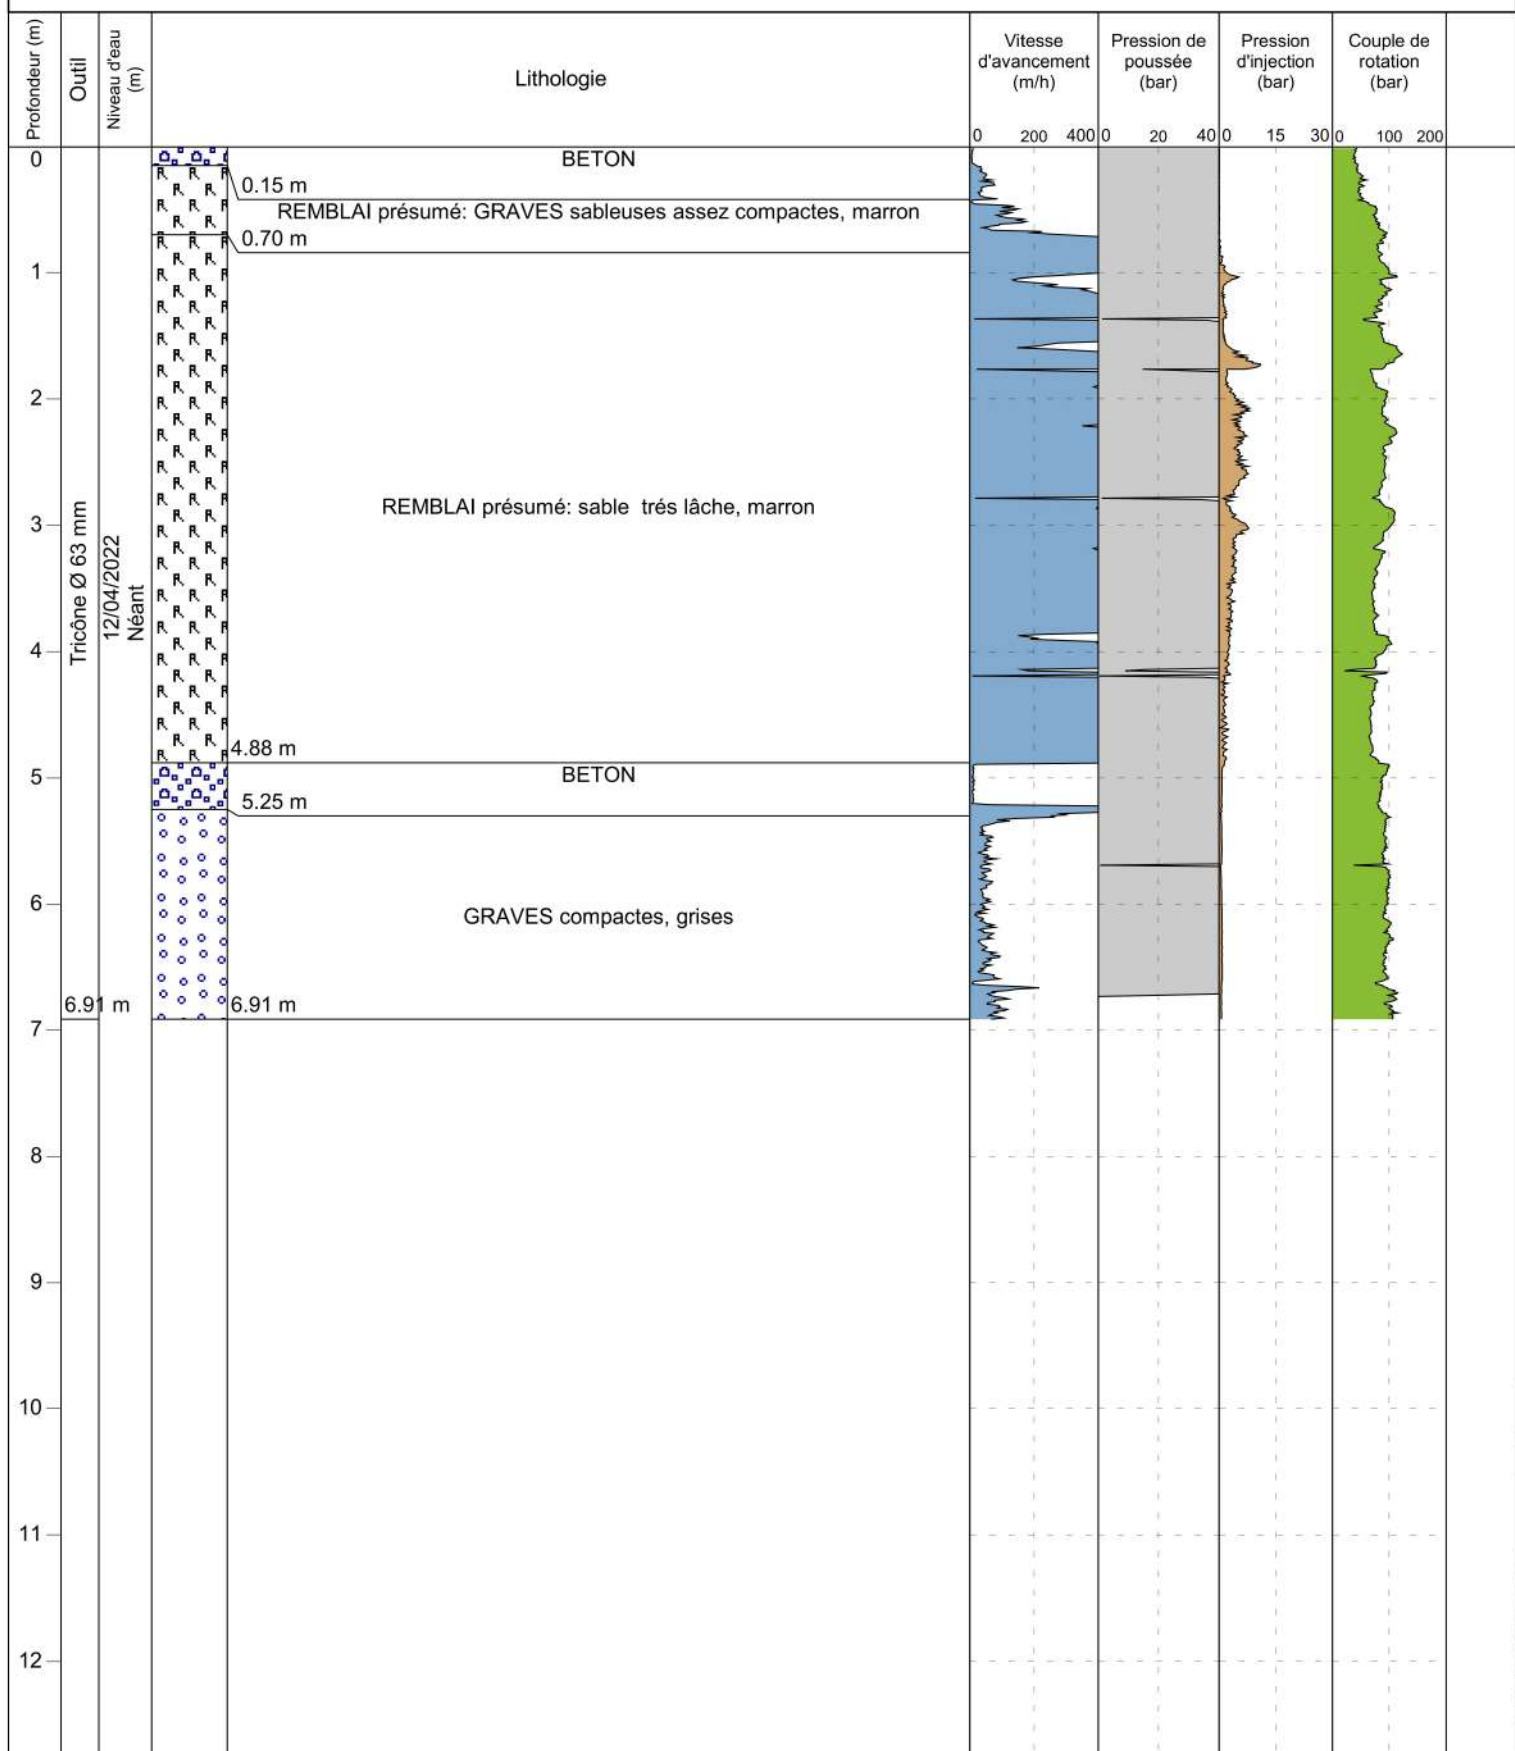 Profondeur (m)
Outil
Niveau d'eau
(m)
Lithologie
Vitesse
d'avancement
(m/h)
Pression de
poussée
(bar)
Pression
d'injection
(bar)
Couple de
rotation
(bar)
0 200 400
0 20 40
0 15 30
0 100 200
0
BETON
0.15 m
REMBLAI présumé: GRAVES sableuses assez compactes, marron
0.70 m
1
2
REMBLAI présumé: sable trés lâche, marron
3
Tricône Ø 63 mm
12/04/2022
Néant
4
4.88 m
BETON
5
5.25 m
6
GRAVES compactes, grises
6.91 m
6.91 m
7
8
9
10
11
12